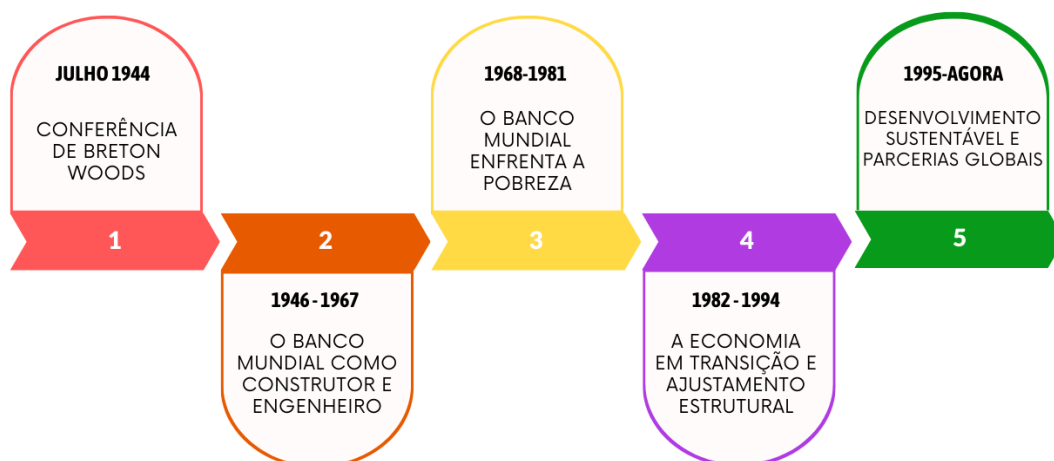 JULHO 1944
CONFERÊNCIA
DE BRETON
WOODS
1
2
1946 - 1967
O BANCO
MUNDIAL COMO
CONSTRUTOR E
ENGENHEIRO
1968-1981
O BANCO
MUNDIAL
ENFRENTA A
POBREZA
3
4
1982 - 1994
A ECONOMIA
EM TRANSIÇÃO E
AJUSTAMENTO
ESTRUTURAL
1995-AGORA
DESENVOLVIMENTO
SUSTENTÁVEL E
PARCERIAS GLOBAIS
5